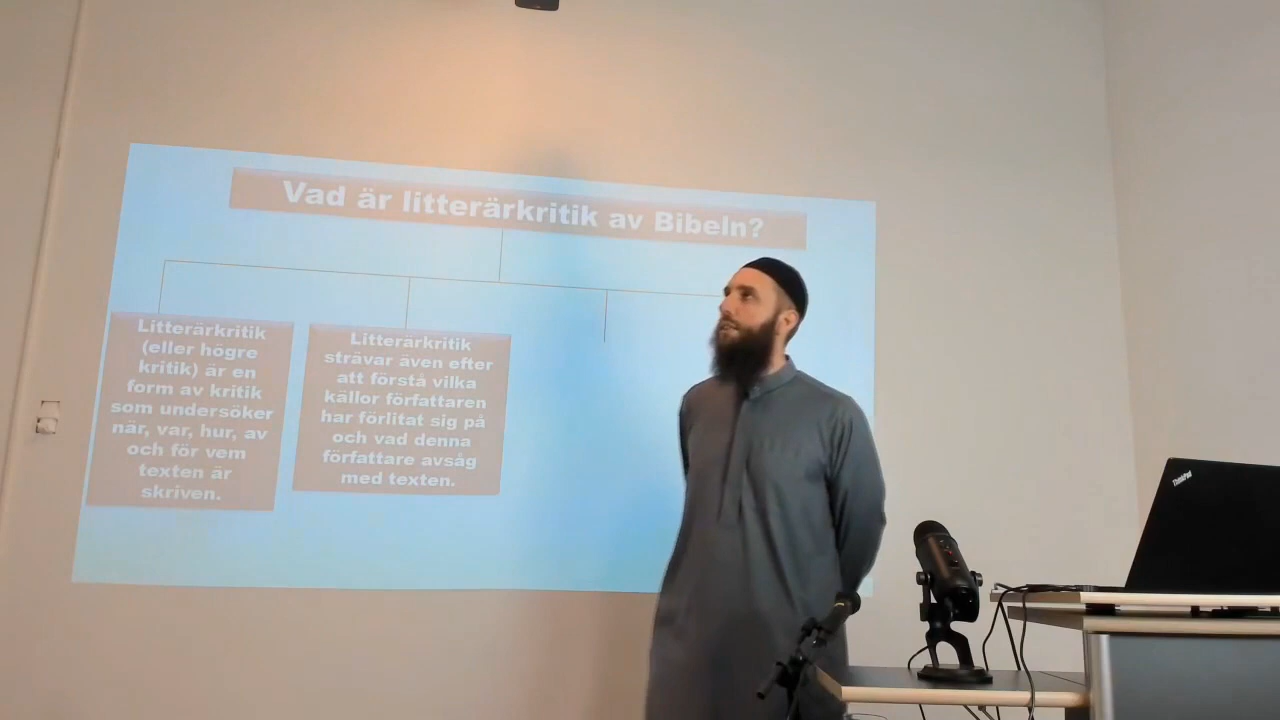 Vad är litterärkritik av Bibeln?
Litterärkritik
(eller högre
kritik) är en
form av kritik
som undersöker
när, var, hur, av
och för vem
texten är
skriven.
Litterärkritik
strävar även efter
att förstå vilka
källor författaren
har förlitat sig på
och vad denna
författare avsåg
med texten.
ThinkPad